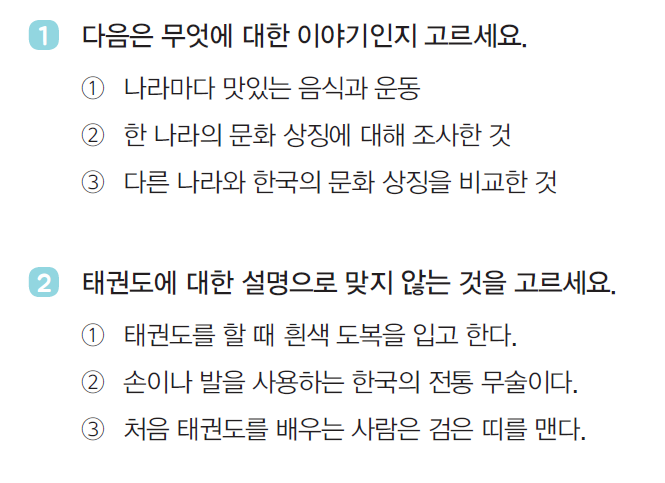 1 다음은 무엇에 대한 이야기인지 고르세요.
① 나라마다 맛있는 음식과 운동
② 한 나라의 문화 상징에 대해 조사한 것
③ 다른 나라와 한국의 문화 상징을 비교한 것
2 태권도에 대한 설명으로 맞지 않는 것을 고르세요.
① 태권도를 할 때 흰색 도복을 입고 한다.
② 손이나 발을 사용하는 한국의 전통 무술이다.
③ 처음 태권도를 배우는 사람은 검은 띠를 맨다.